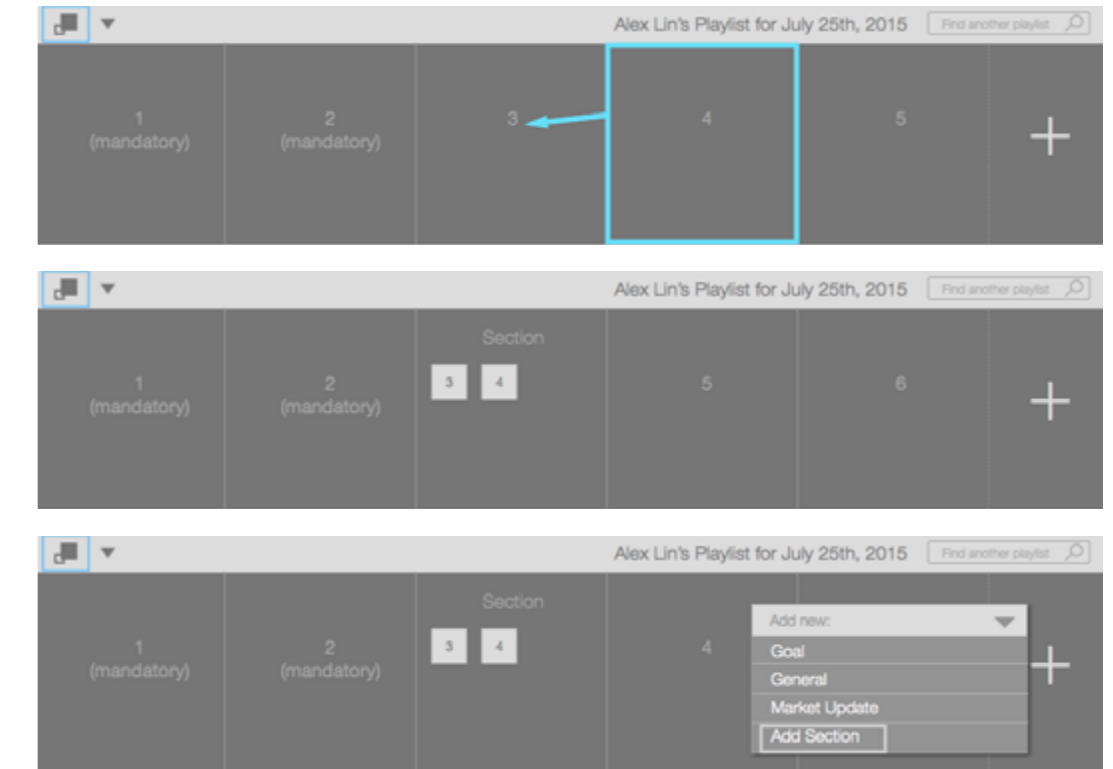 Alex Lin's Playlist for July 25th, 2015 Find another playlist
1
(mandatory)
2
(mandatory)
3
4
5
Alex Lin's Playlist for July 25th, 2015 Find another playlist
1
(mandatory)
2
(mandatory)
Section
3 4
5
6
Alex Lin's Playlist for July 25th, 2015 Find another playlist
1
(mandatory)
2
(mandatory)
Section
3 4
4
Add new:
Goal
General
Market Update
Add Section